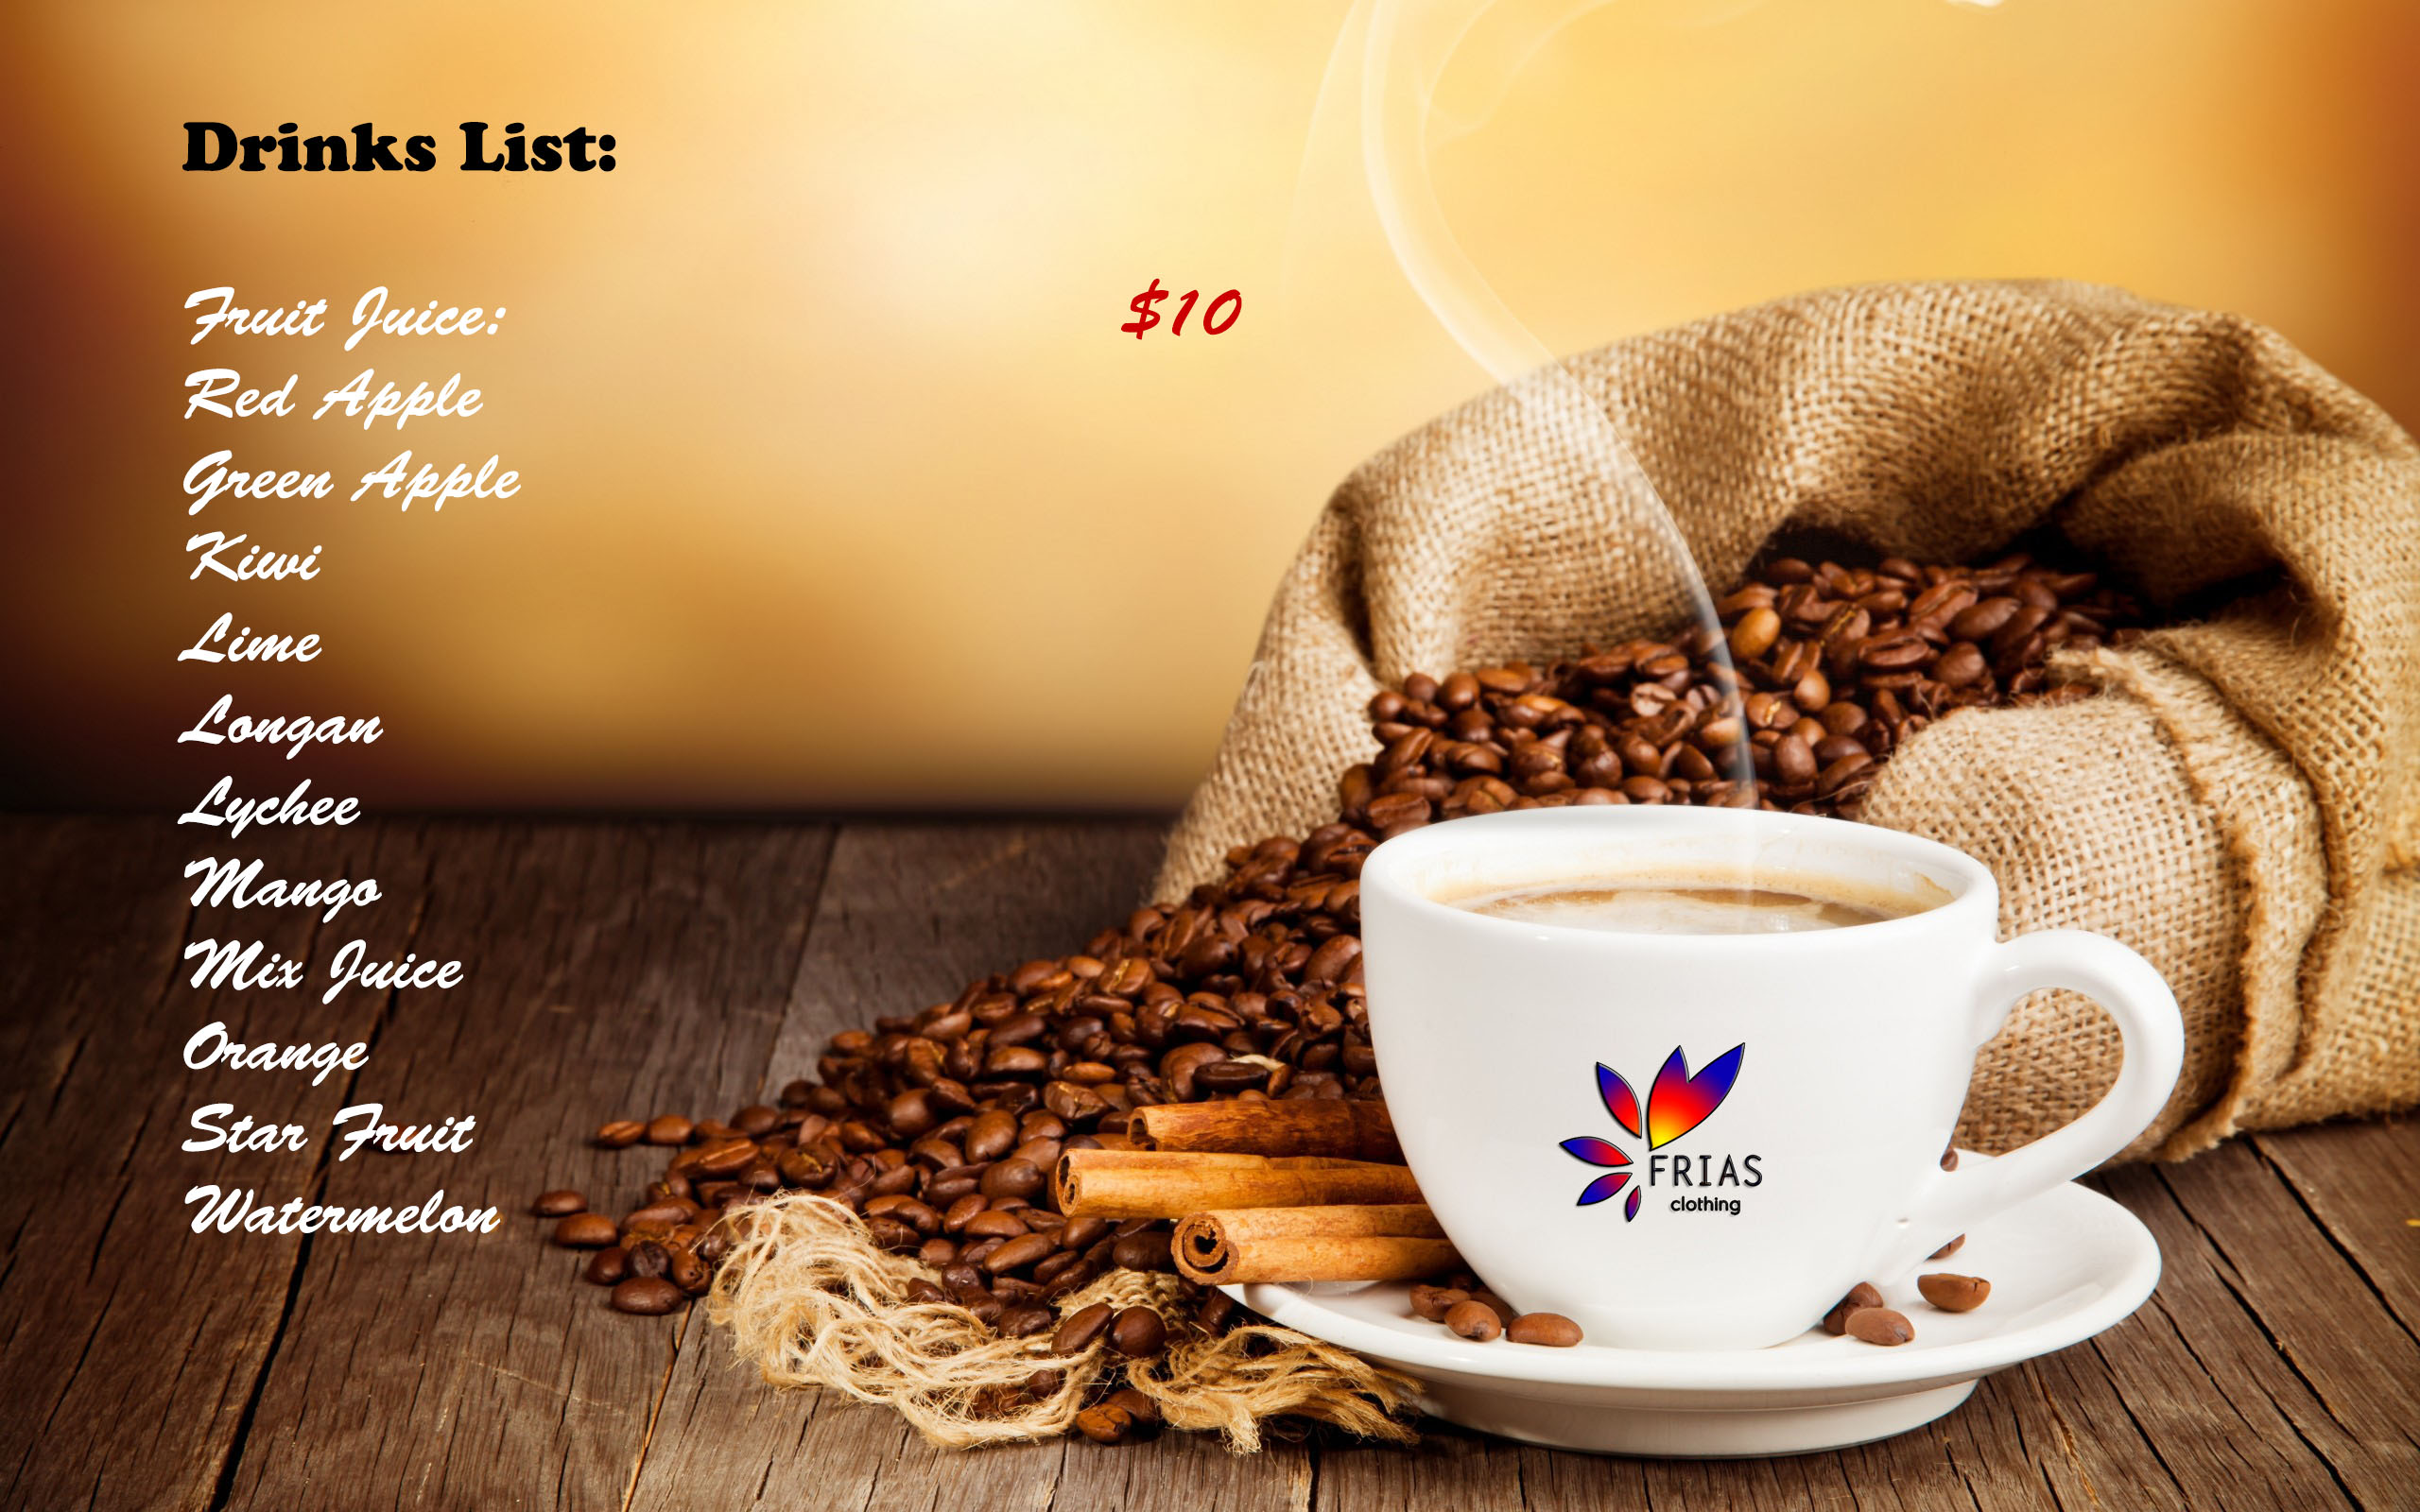 Drinks List:
Fruit Juice: $10
Red Apple
Green Apple
Kiwi
Lime
Longan
Lychee
Mango
Mix Juice
Orange
Star Fruit
Watermelon
FRIAS
clothing